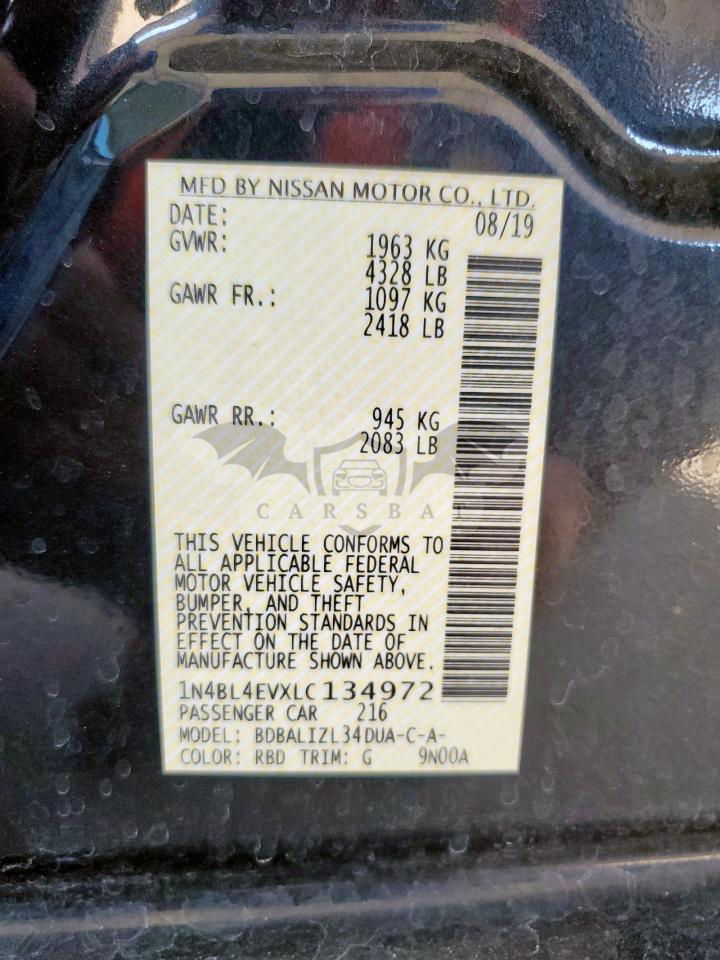 MFD BY NISSAN MOTOR CO., LTD.
DATE: 08/19
GVWR: 1963 KG
4328 LB
GAWR FR.: 1097 KG
2418 LB
GAWR RR.: 945 KG
2083 LB
CARSBAT
THIS VEHICLE CONFORMS TO
ALL APPLICABLE FEDERAL
MOTOR VEHICLE SAFETY,
BUMPER, AND THEFT
PREVENTION STANDARDS IN
EFFECT ON THE DATE OF
MANUFACTURE SHOWN ABOVE.
1N4BL4EVXLC134972
PASSENGER CAR 216
MODEL: BDBALIZL34DUA-C-A-
COLOR: RBD TRIM: G 9N00A